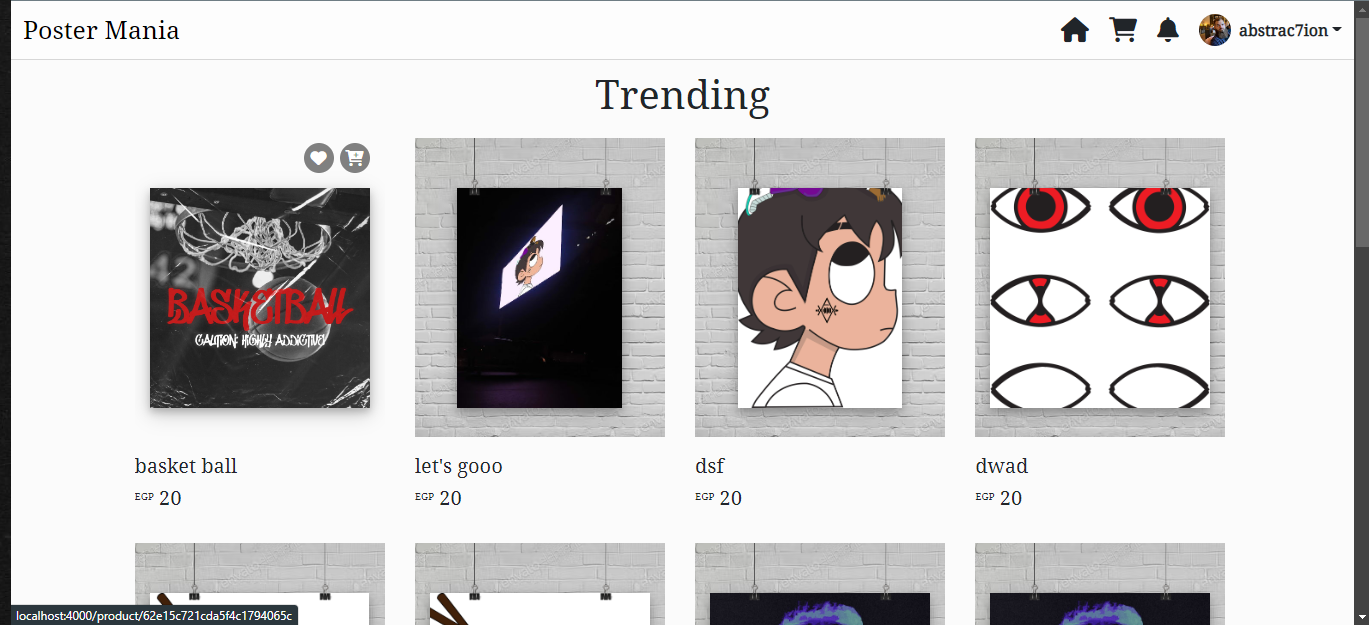 Poster Mania
abstrac7ion
Trending
BASKETBALL
CAUTION: HIGHLY ADDICTIVE
basket ball
let's gooo
dsf
dwad
EGP 20
EGP 20
EGP 20
EGP 20
localhost:4000/product/62e15c721cda5f4c1794065c